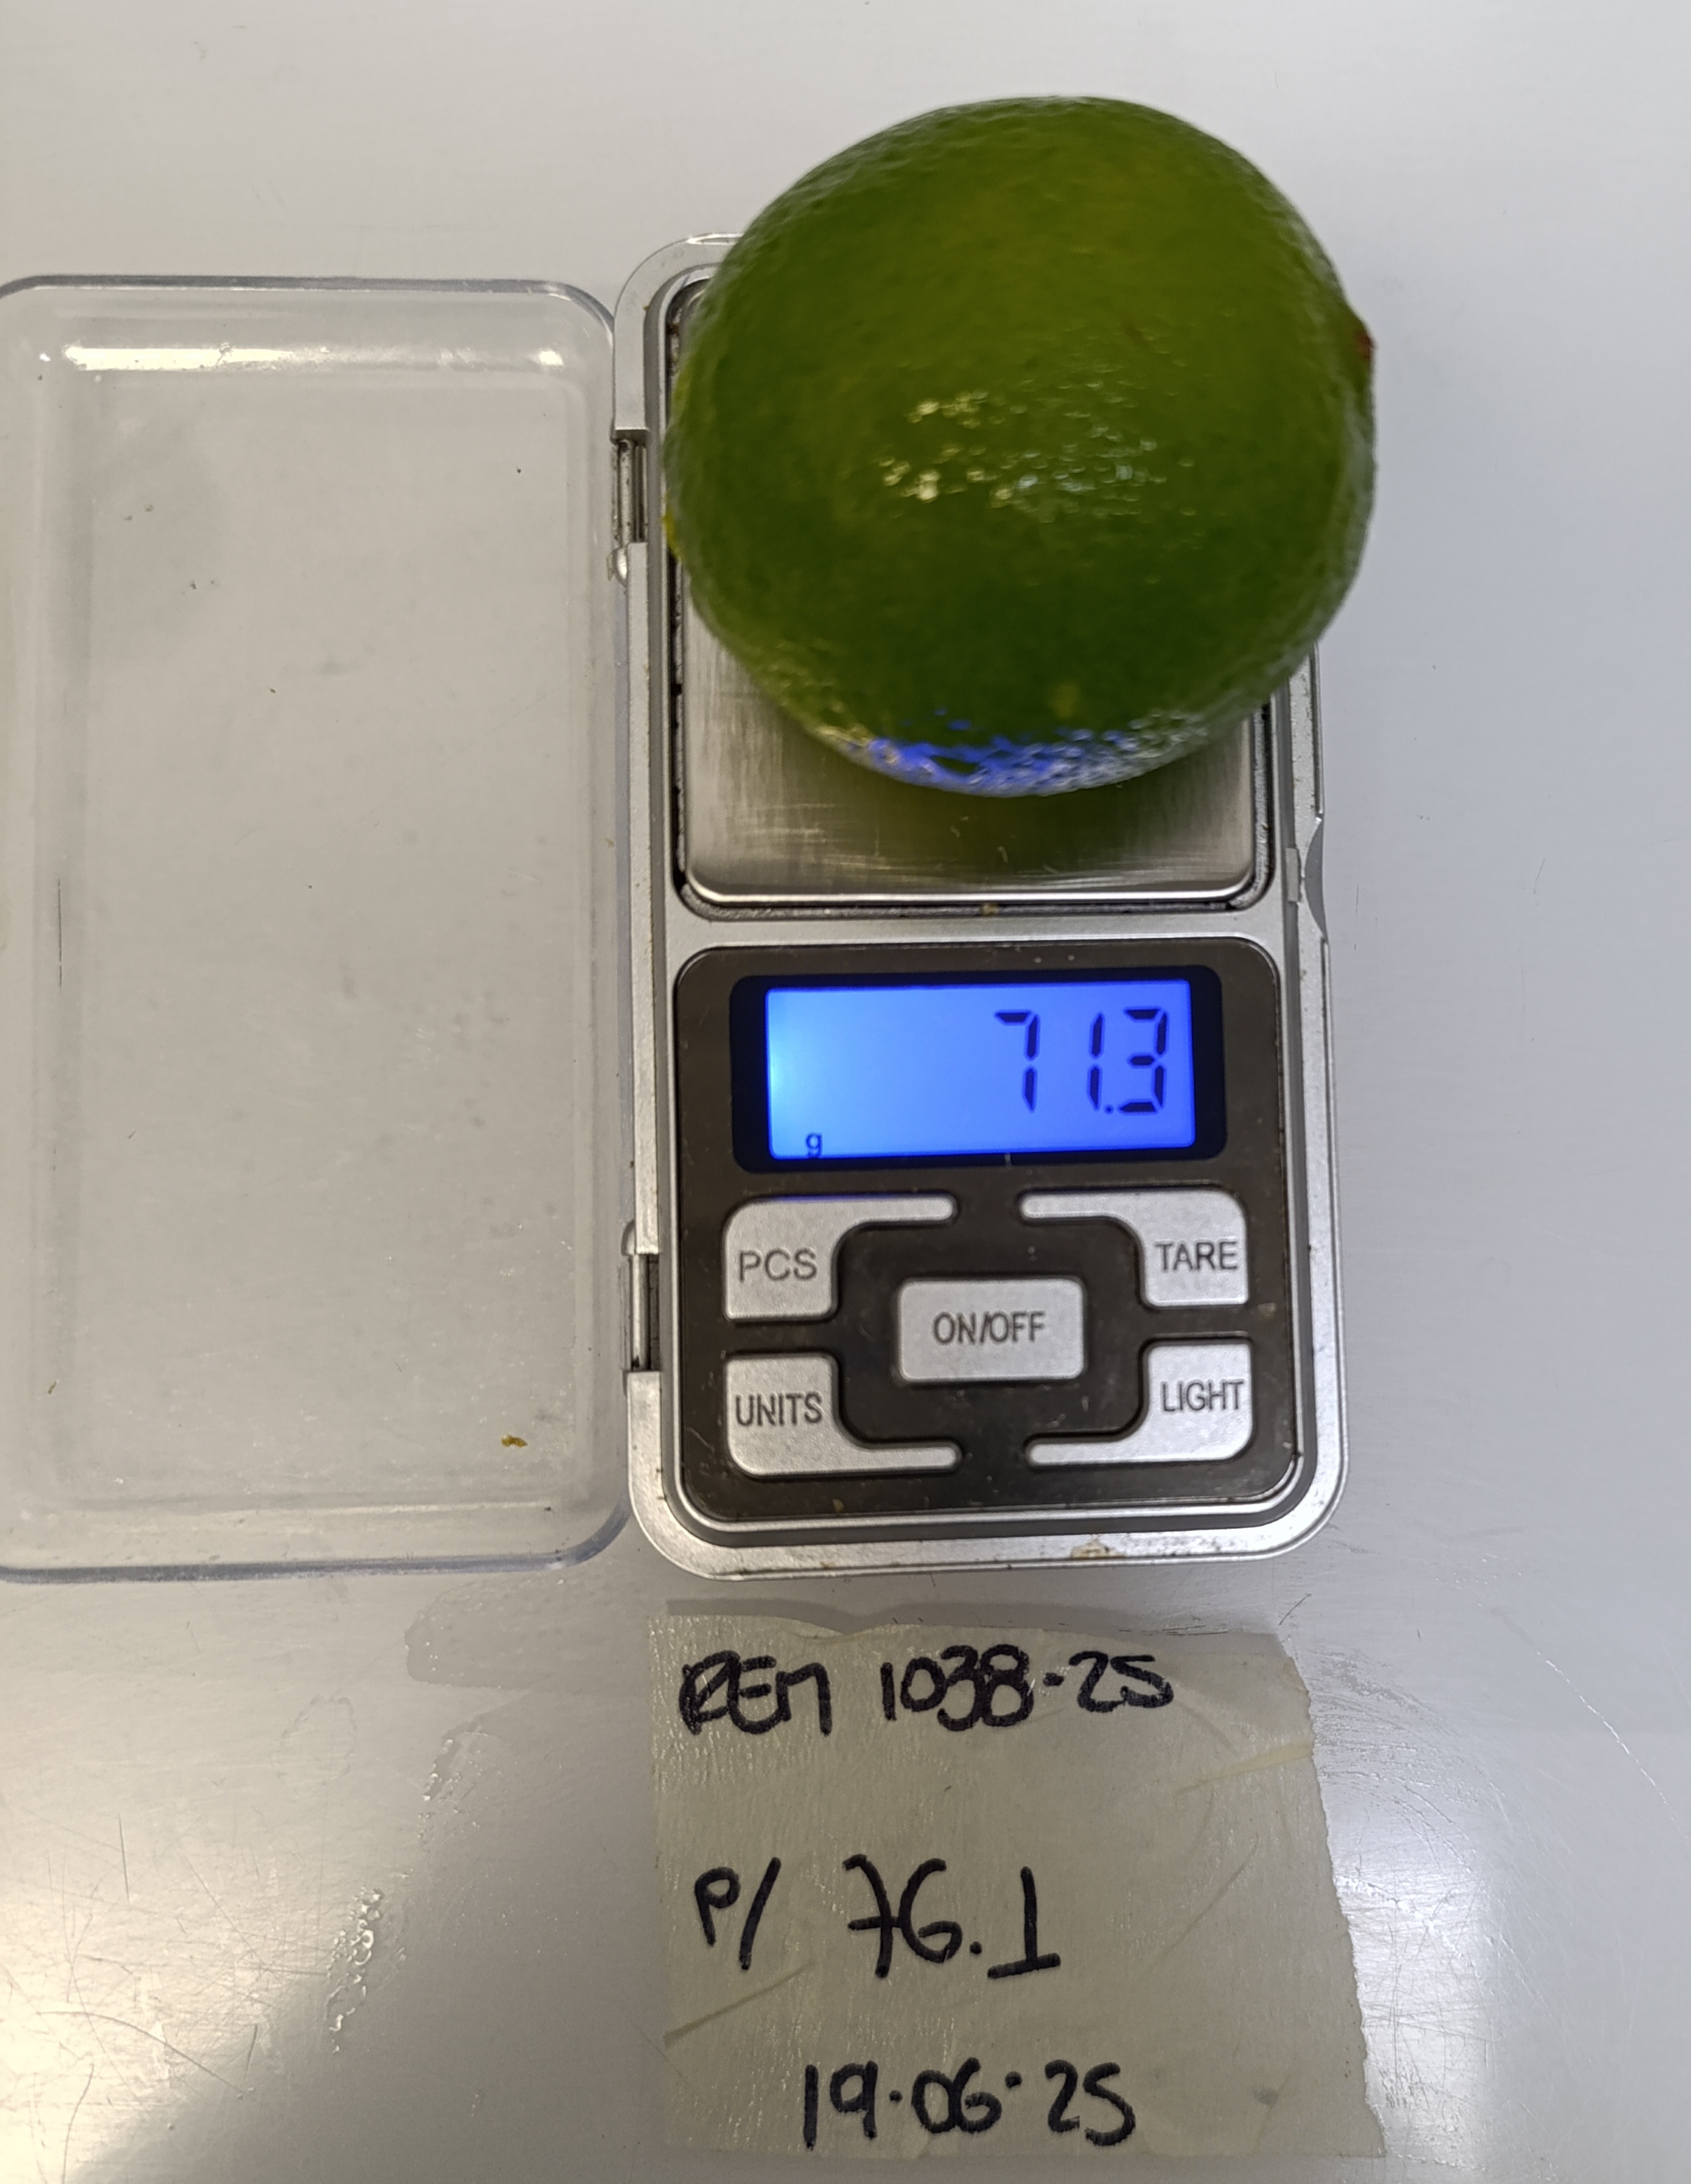 71.3
g
PCS
TARE
ON/OFF
UNITS
LIGHT
REM 1038-25
P/ 76.1
19.06.25